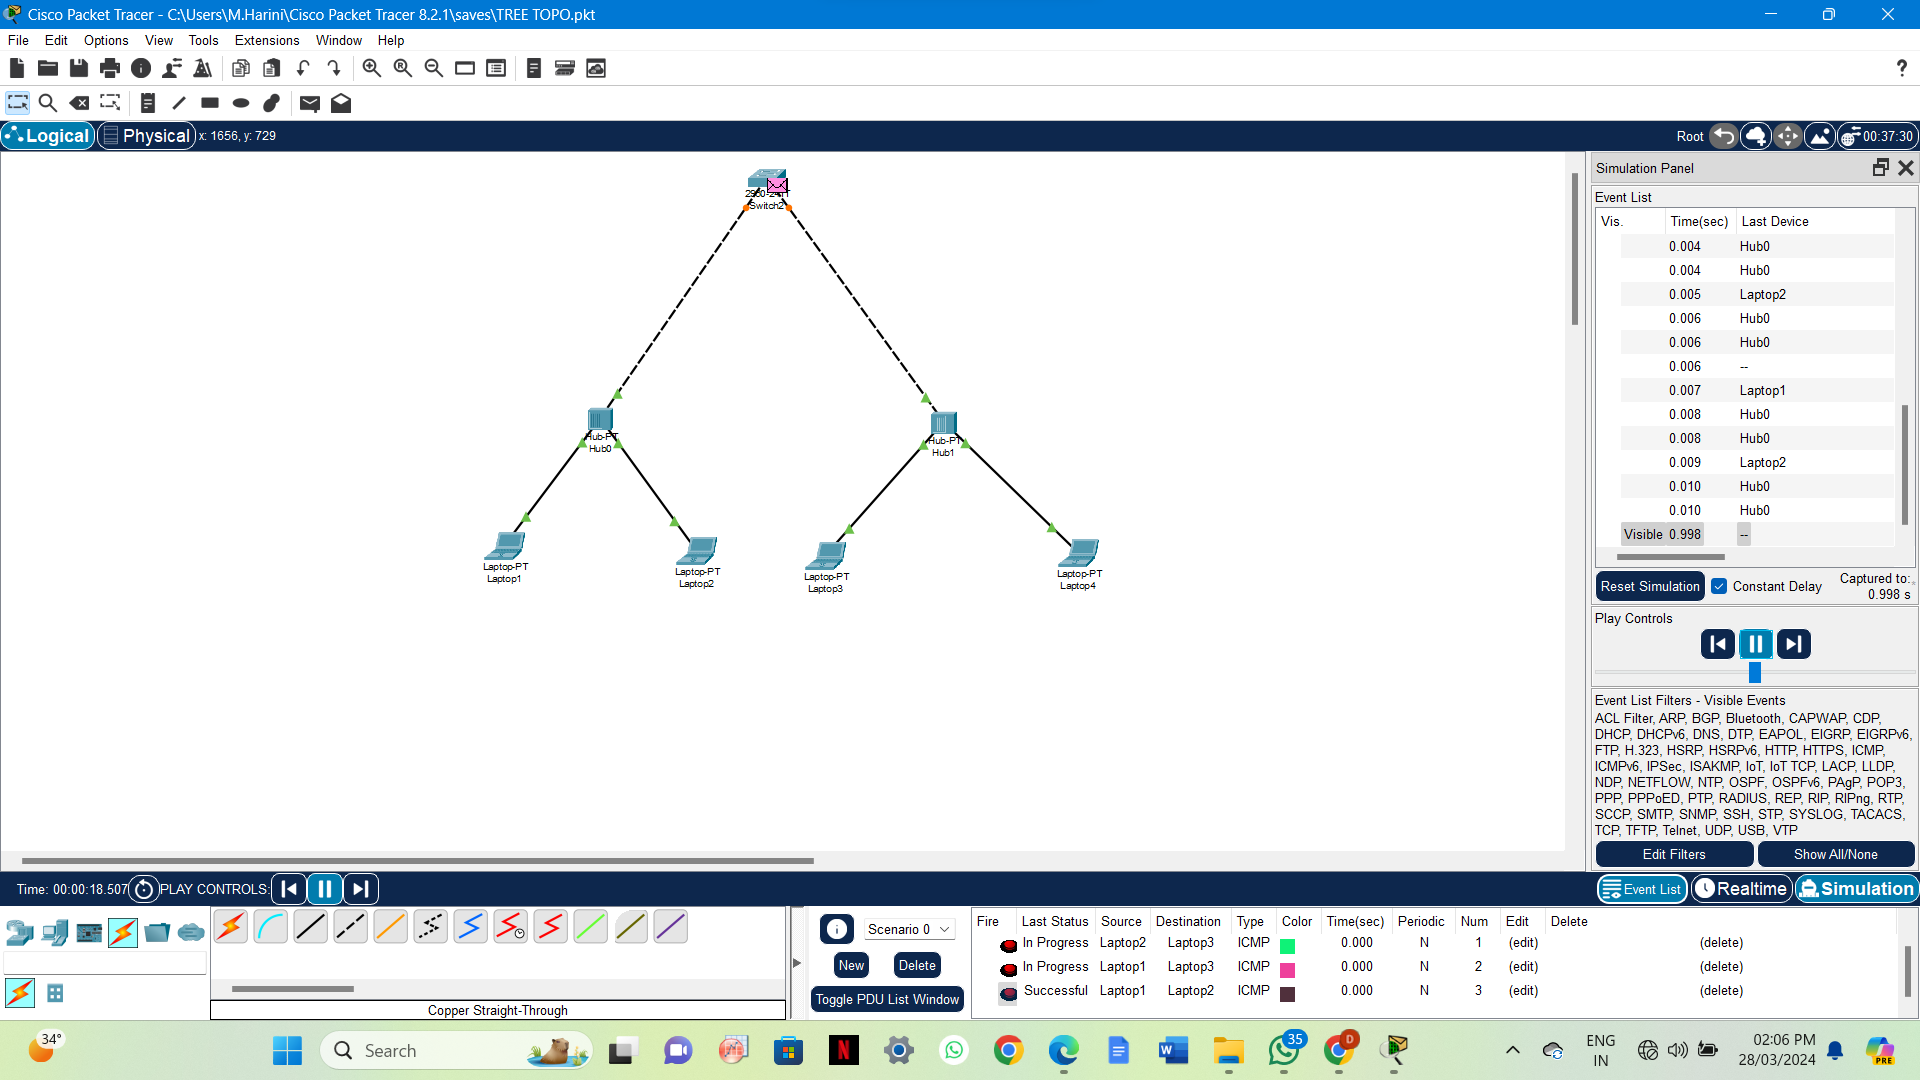 Cisco Packet Tracer - C:\Users\M.Harini\Cisco Packet Tracer 8.2.1\saves\TREE TOPO.pkt
File Edit Options View Tools Extensions Window Help
?
Logical Physical x: 1656, y: 729 Root 00:37:30
Switch2
Hub-PT
Hub0
Hub-PT
Hub1
Laptop-PT
Laptop1
Laptop-PT
Laptop2
Laptop-PT
Laptop3
Laptop-PT
Laptop4
Simulation Panel
Event List
Vis. Time(sec) Last Device
0.004 Hub0
0.004 Hub0
0.005 Laptop2
0.006 Hub0
0.006 Hub0
0.006 --
0.007 Laptop1
0.008 Hub0
0.008 Hub0
0.009 Laptop2
0.010 Hub0
0.010 Hub0
Visible 0.998 --
Reset Simulation Constant Delay Captured to:
0.998 s
Play Controls
Event List Filters - Visible Events
ACL Filter, ARP, BGP, Bluetooth, CAPWAP, CDP,
DHCP, DHCPv6, DNS, DTP, EAPOL, EIGRP, EIGRPv6,
FTP, H.323, HSRP, HSRPv6, HTTP, HTTPS, ICMP,
ICMPv6, IPSec, ISAKMP, IoT, IoT TCP, LACP, LLDP,
NDP, NETFLOW, NTP, OSPF, OSPFv6, PAgP, POP3,
PPP, PPPoED, PTP, RADIUS, REP, RIP, RIPng, RTP,
SCCP, SMTP, SNMP, SSH, STP, SYSLOG, TACACS,
TCP, TFTP, Telnet, UDP, USB, VTP
Edit Filters Show All/None
Time: 00:00:18.507 PLAY CONTROLS: Event List Realtime Simulation
Scenario 0
New Delete
Toggle PDU List Window
Copper Straight-Through
Fire Last Status Source Destination Type Color Time(sec) Periodic Num Edit Delete
In Progress Laptop2 Laptop3 ICMP 0.000 N 1 (edit) (delete)
In Progress Laptop1 Laptop3 ICMP 0.000 N 2 (edit) (delete)
Successful Laptop1 Laptop2 ICMP 0.000 N 3 (edit) (delete)
34°
Search
N
W
35
D
ENG
IN
02:06 PM
28/03/2024
PRE